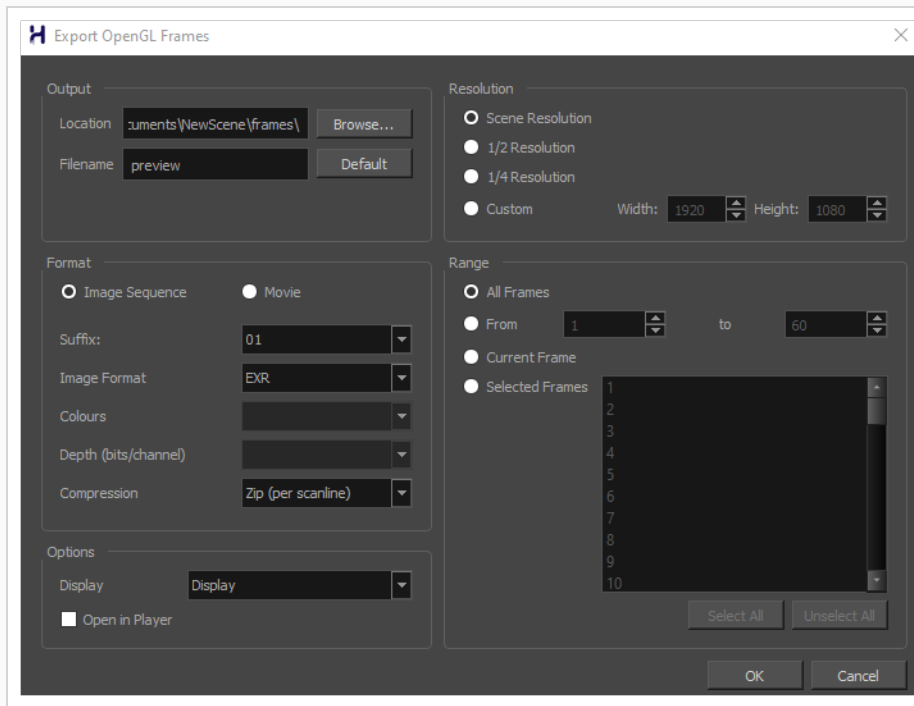 Export OpenGL Frames
Output
Location :uments\NewScene\frames\ Browse...
Filename preview Default
Resolution
Scene Resolution
1/2 Resolution
1/4 Resolution
Custom Width: 1920 Height: 1080
Format
Image Sequence Movie
Suffix: 01
Image Format EXR
Colours
Depth (bits/channel)
Compression Zip (per scanline)
Options
Display Display
Open in Player
Range
All Frames
From 1 to 60
Current Frame
Selected Frames 1
2
3
4
5
6
7
8
9
10
Select All Unselect All
OK Cancel